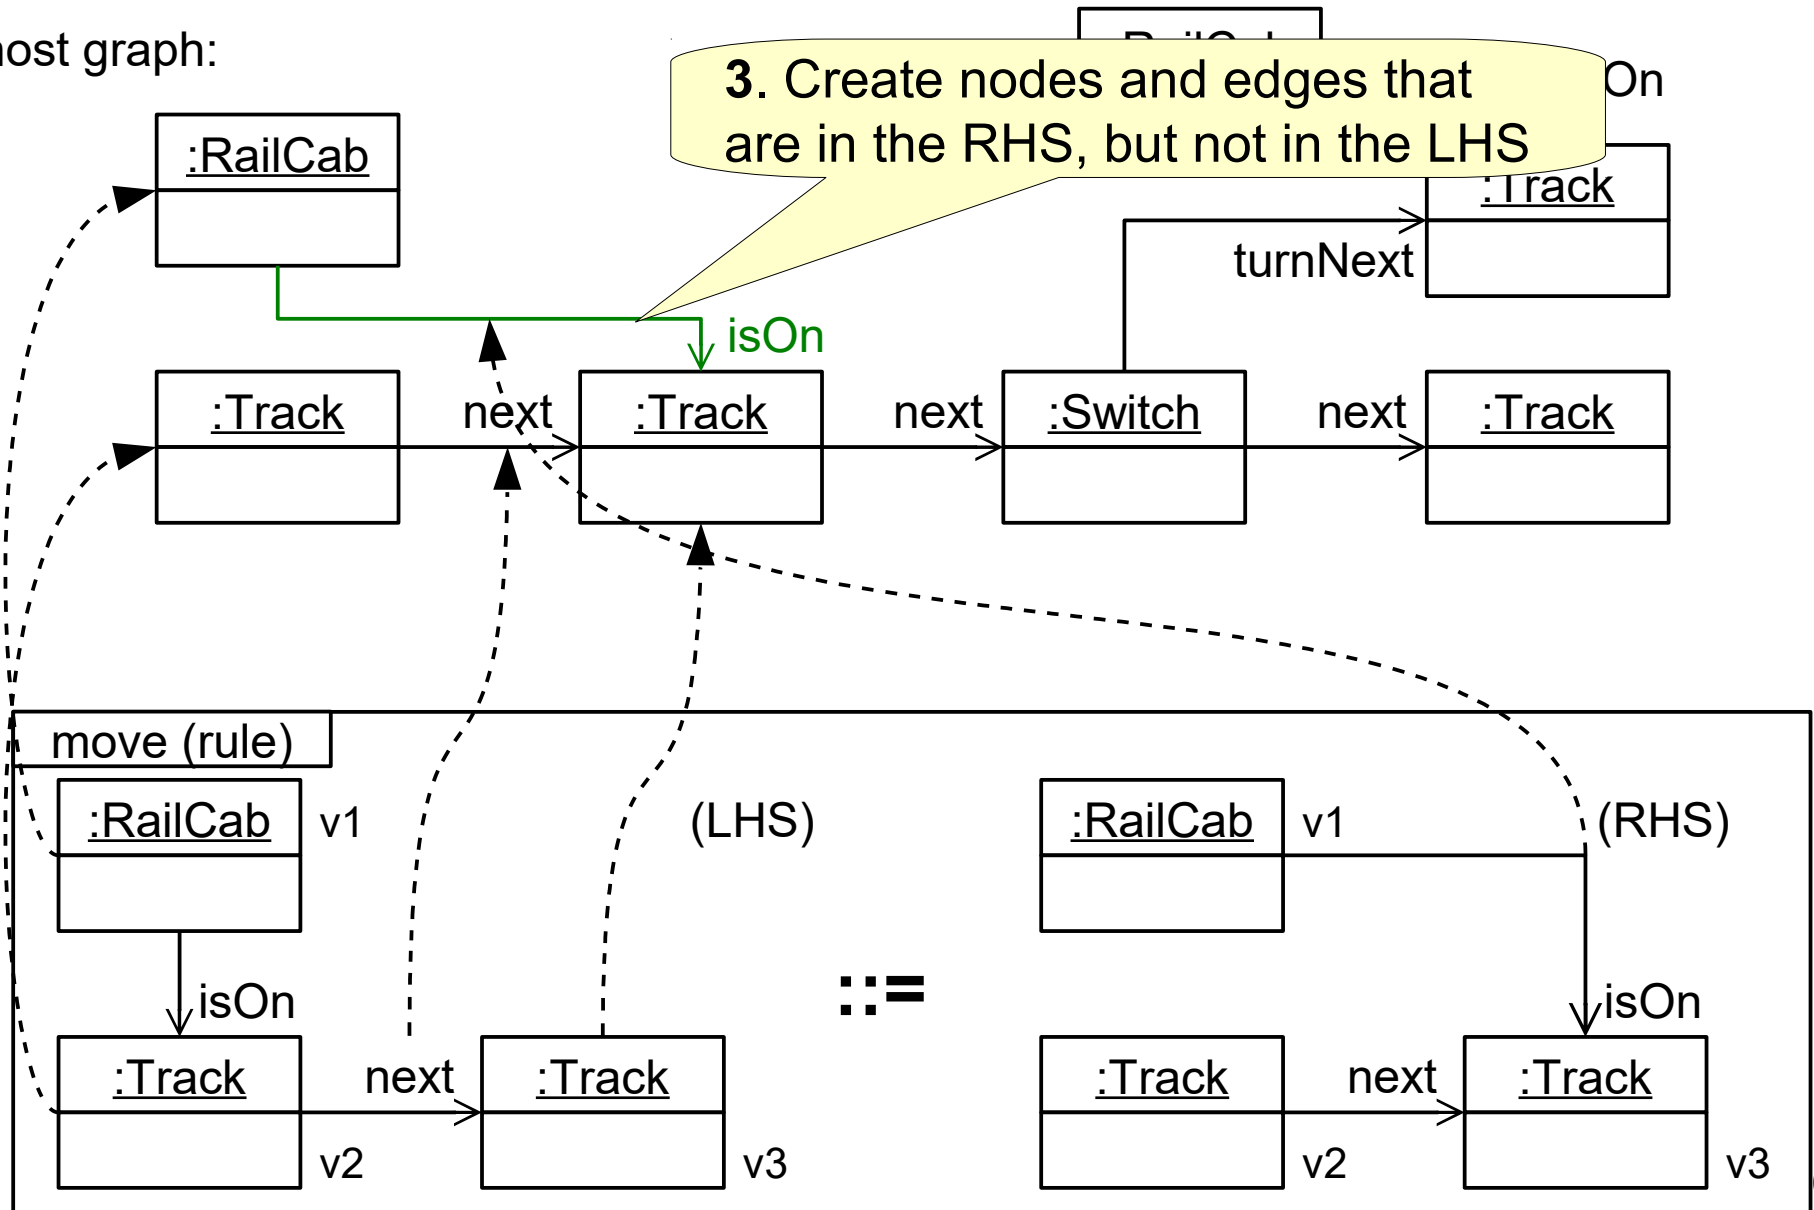 host graph:
3. Create nodes and edges that
are in the RHS, but not in the LHS
On
:RailCab
:Track
turnNext
isOn
:Track
next
:Track
next
:Switch
next
:Track
move (rule)
:RailCab
v1
(LHS)
:RailCab
v1
(RHS)
isOn
::=
isOn
:Track
next
:Track
:Track
next
:Track
v2
v3
v2
v3